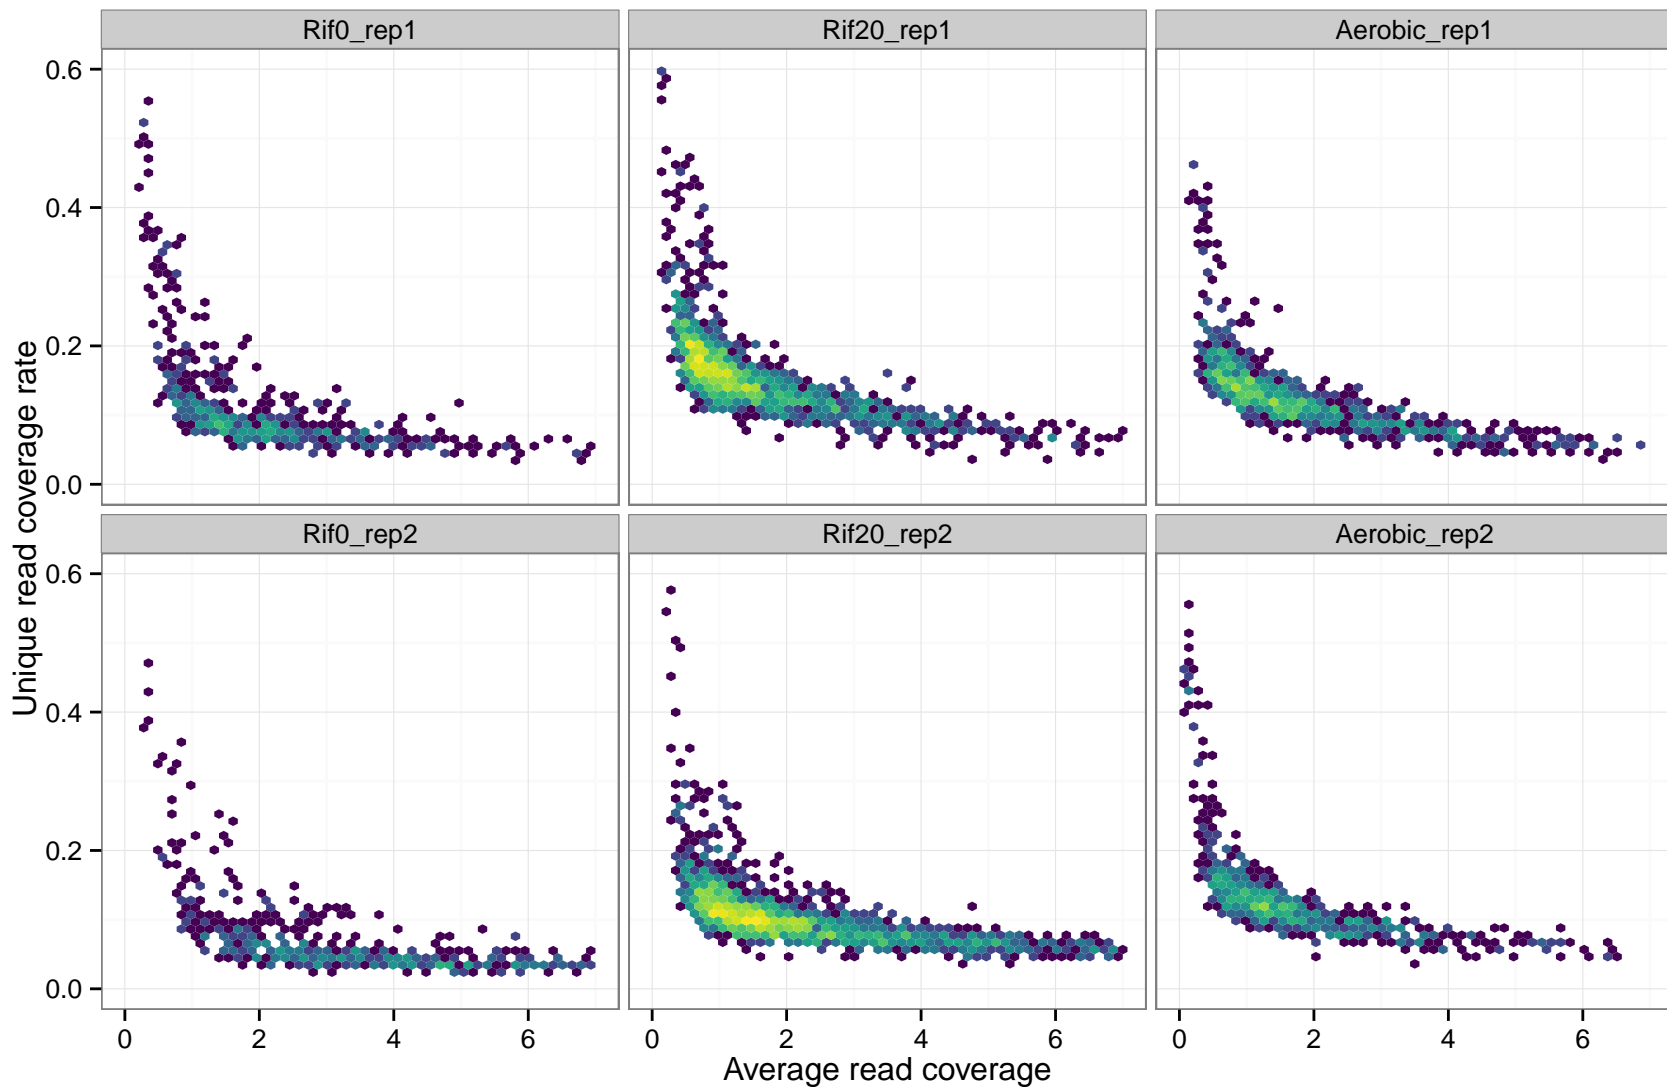 Rif0_rep1
Rif20_rep1
Aerobic_rep1
0.6
0.4
0.2
0.0
Unique read coverage rate
Rif0_rep2
Rif20_rep2
Aerobic_rep2
0.6
0.4
0.2
0.0
0 2 4 6
0 2 4 6
0 2 4 6
Average read coverage